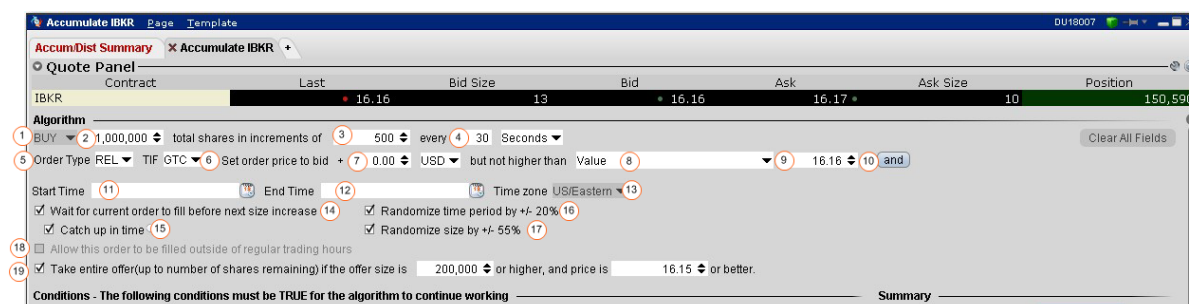 Accumulate IBKR Page Template DU18007
Accum/Dist Summary X Accumulate IBKR +
Quote Panel
Contract Last Bid Size Bid Ask Ask Size Position
IBKR 16.16 13 16.16 16.17 10 150,590
Algorithm
1 BUY 2 1,000,000 total shares in increments of 3 500 every 4 30 Seconds Clear All Fields
5 Order Type REL TIF GTC 6 Set order price to bid + 7 0.00 USD but not higher than Value 8 9 16.16 10 and
Start Time 11 End Time 12 Time zone US/Eastern 13
Wait for current order to fill before next size increase 14 Randomize time period by +/- 20% 16
Catch up in time 15 Randomize size by +/- 55% 17
18 Allow this order to be filled outside of regular trading hours
19 Take entire offer(up to number of shares remaining) if the offer size is 200,000 or higher, and price is 16.15 or better.
Conditions - The following conditions must be TRUE for the algorithm to continue working Summary